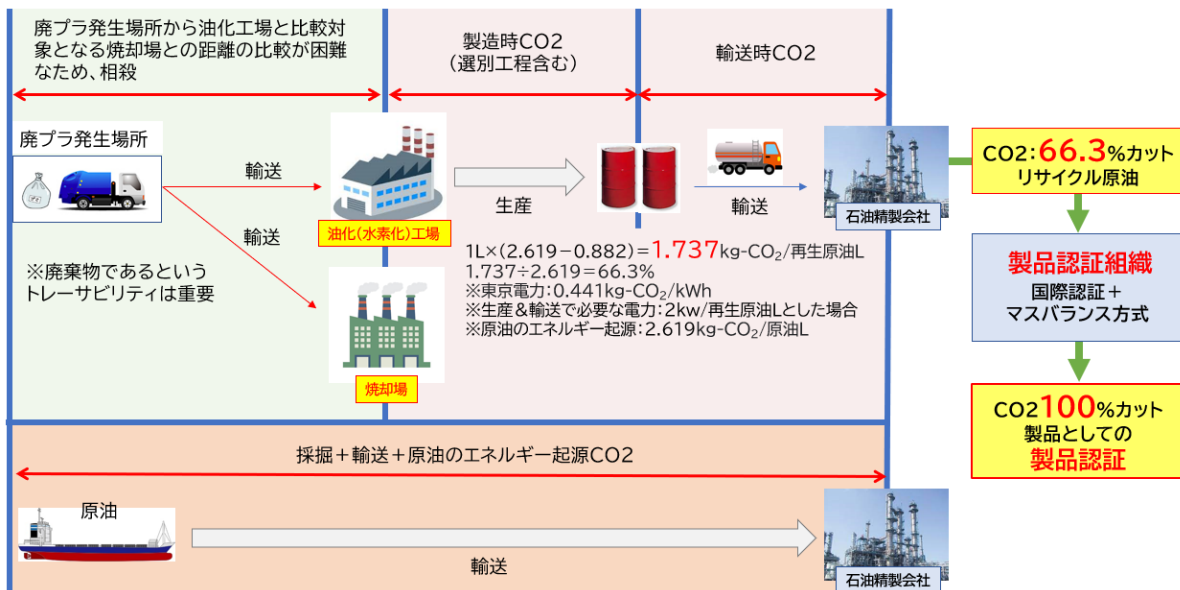 廃プラ発生場所から油化工場と比較対
象となる焼却場との距離の比較が困難
なため、相殺
製造時CO2
(選別工程含む)
輸送時CO2
廃プラ発生場所
輸送
輸送
油化(水素化)工場
生産
輸送
石油精製会社
※廃棄物であるという
トレーサビリティは重要
焼却場
1L×(2.619−0.882)=1.737kg-CO₂/再生原油L
1.737÷2.619=66.3%
※東京電力:0.441kg-CO₂/kWh
※生産&輸送で必要な電力:2kw/再生原油Lとした場合
※原油のエネルギー起源:2.619kg-CO₂/原油L
CO2:66.3%カット
リサイクル原油
製品認証組織
国際認証+
マスバランス方式
CO2100%カット
製品としての
製品認証
採掘+輸送+原油のエネルギー起源CO2
原油
輸送
石油精製会社